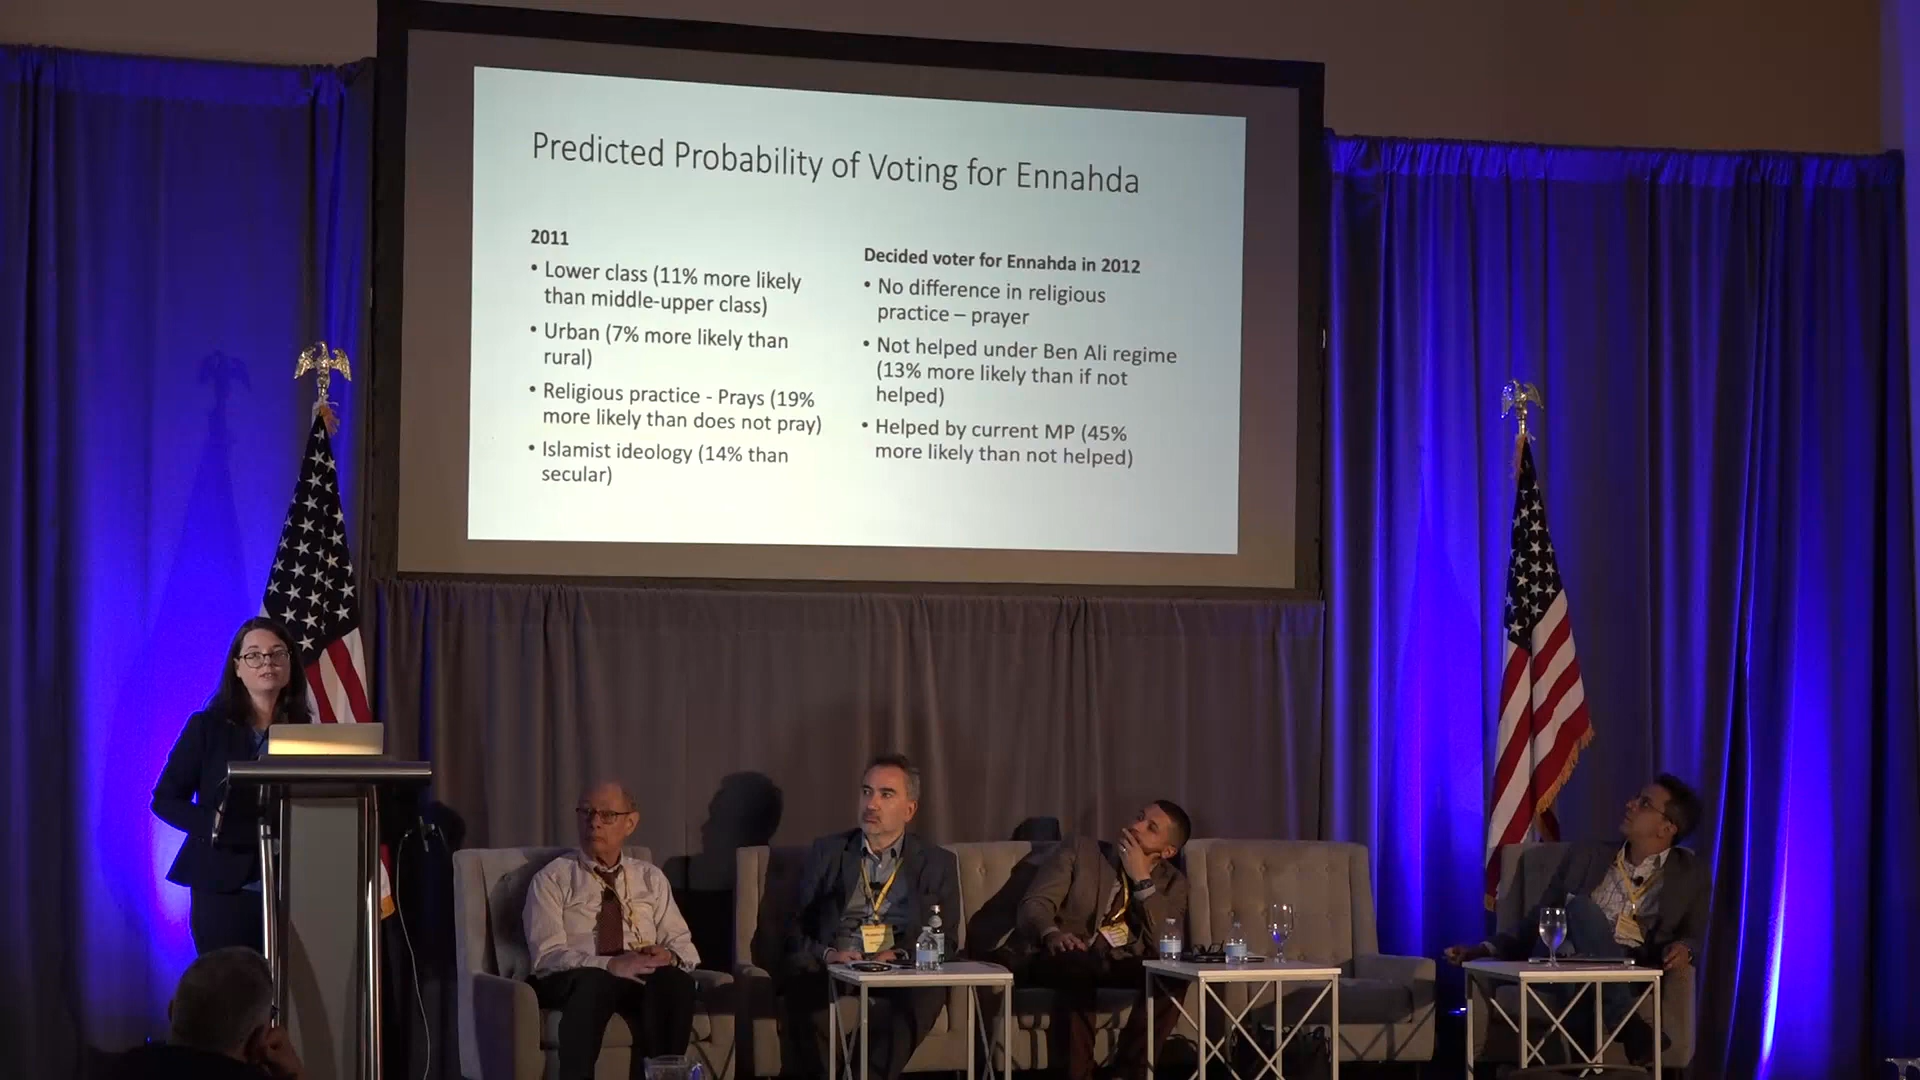 Predicted Probability of Voting for Ennahda
2011
• Lower class (11% more likely
than middle-upper class)
• Urban (7% more likely than
rural)
• Religious practice - Prays (19%
more likely than does not pray)
• Islamist ideology (14% than
secular)
Decided voter for Ennahda in 2012
• No difference in religious
practice – prayer
• Not helped under Ben Ali regime
(13% more likely than if not
helped)
• Helped by current MP (45%
more likely than not helped)